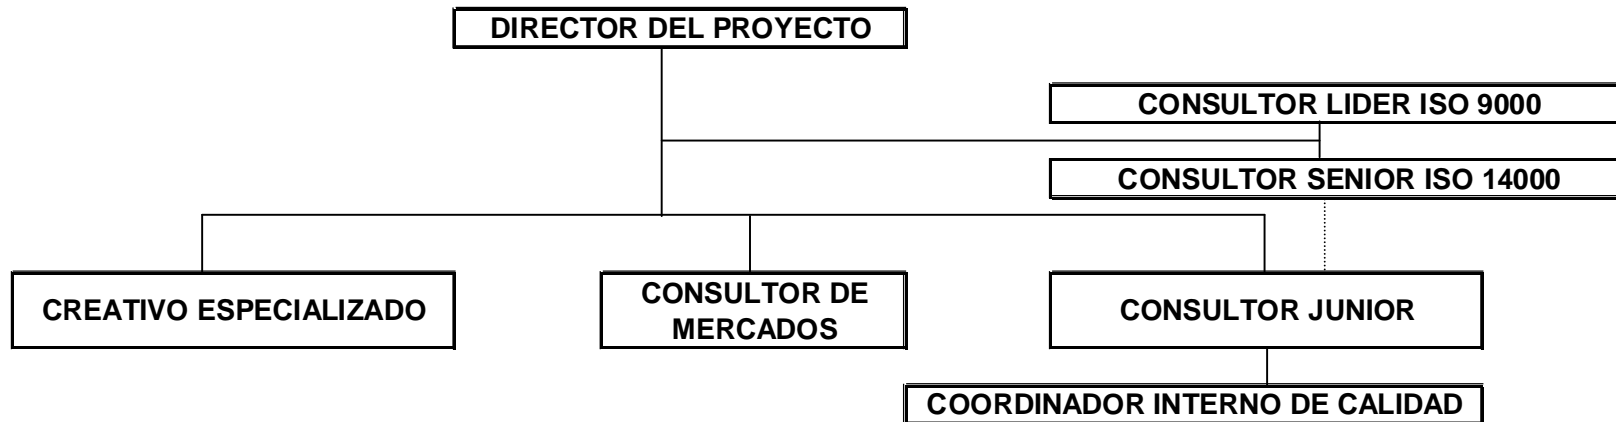 DIRECTOR DEL PROYECTO
CONSULTOR LIDER ISO 9000
CONSULTOR SENIOR ISO 14000
CREATIVO ESPECIALIZADO
CONSULTOR DE
MERCADOS
CONSULTOR JUNIOR
COORDINADOR INTERNO DE CALIDAD